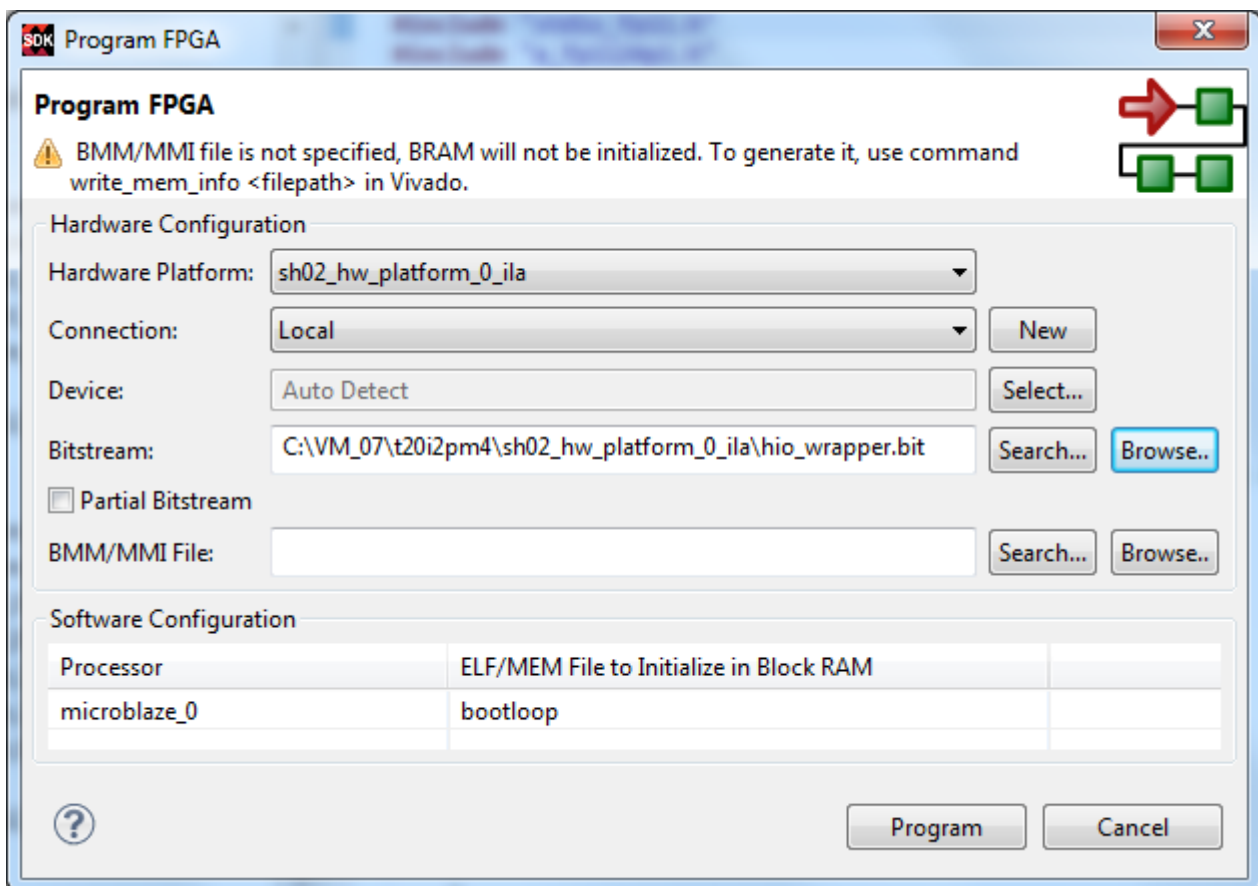 SDK Program FPGA
Program FPGA
BMM/MMI file is not specified, BRAM will not be initialized. To generate it, use command
write_mem_info <filepath> in Vivado.
Hardware Configuration
Hardware Platform: sh02_hw_platform_0_ila
Connection: Local New
Device: Auto Detect Select...
Bitstream: C:\VM_07\t20i2pm4\sh02_hw_platform_0_ila\hio_wrapper.bit Search... Browse..
Partial Bitstream
BMM/MMI File: Search... Browse..
Software Configuration
Processor ELF/MEM File to Initialize in Block RAM
microblaze_0 bootloop
? Program Cancel